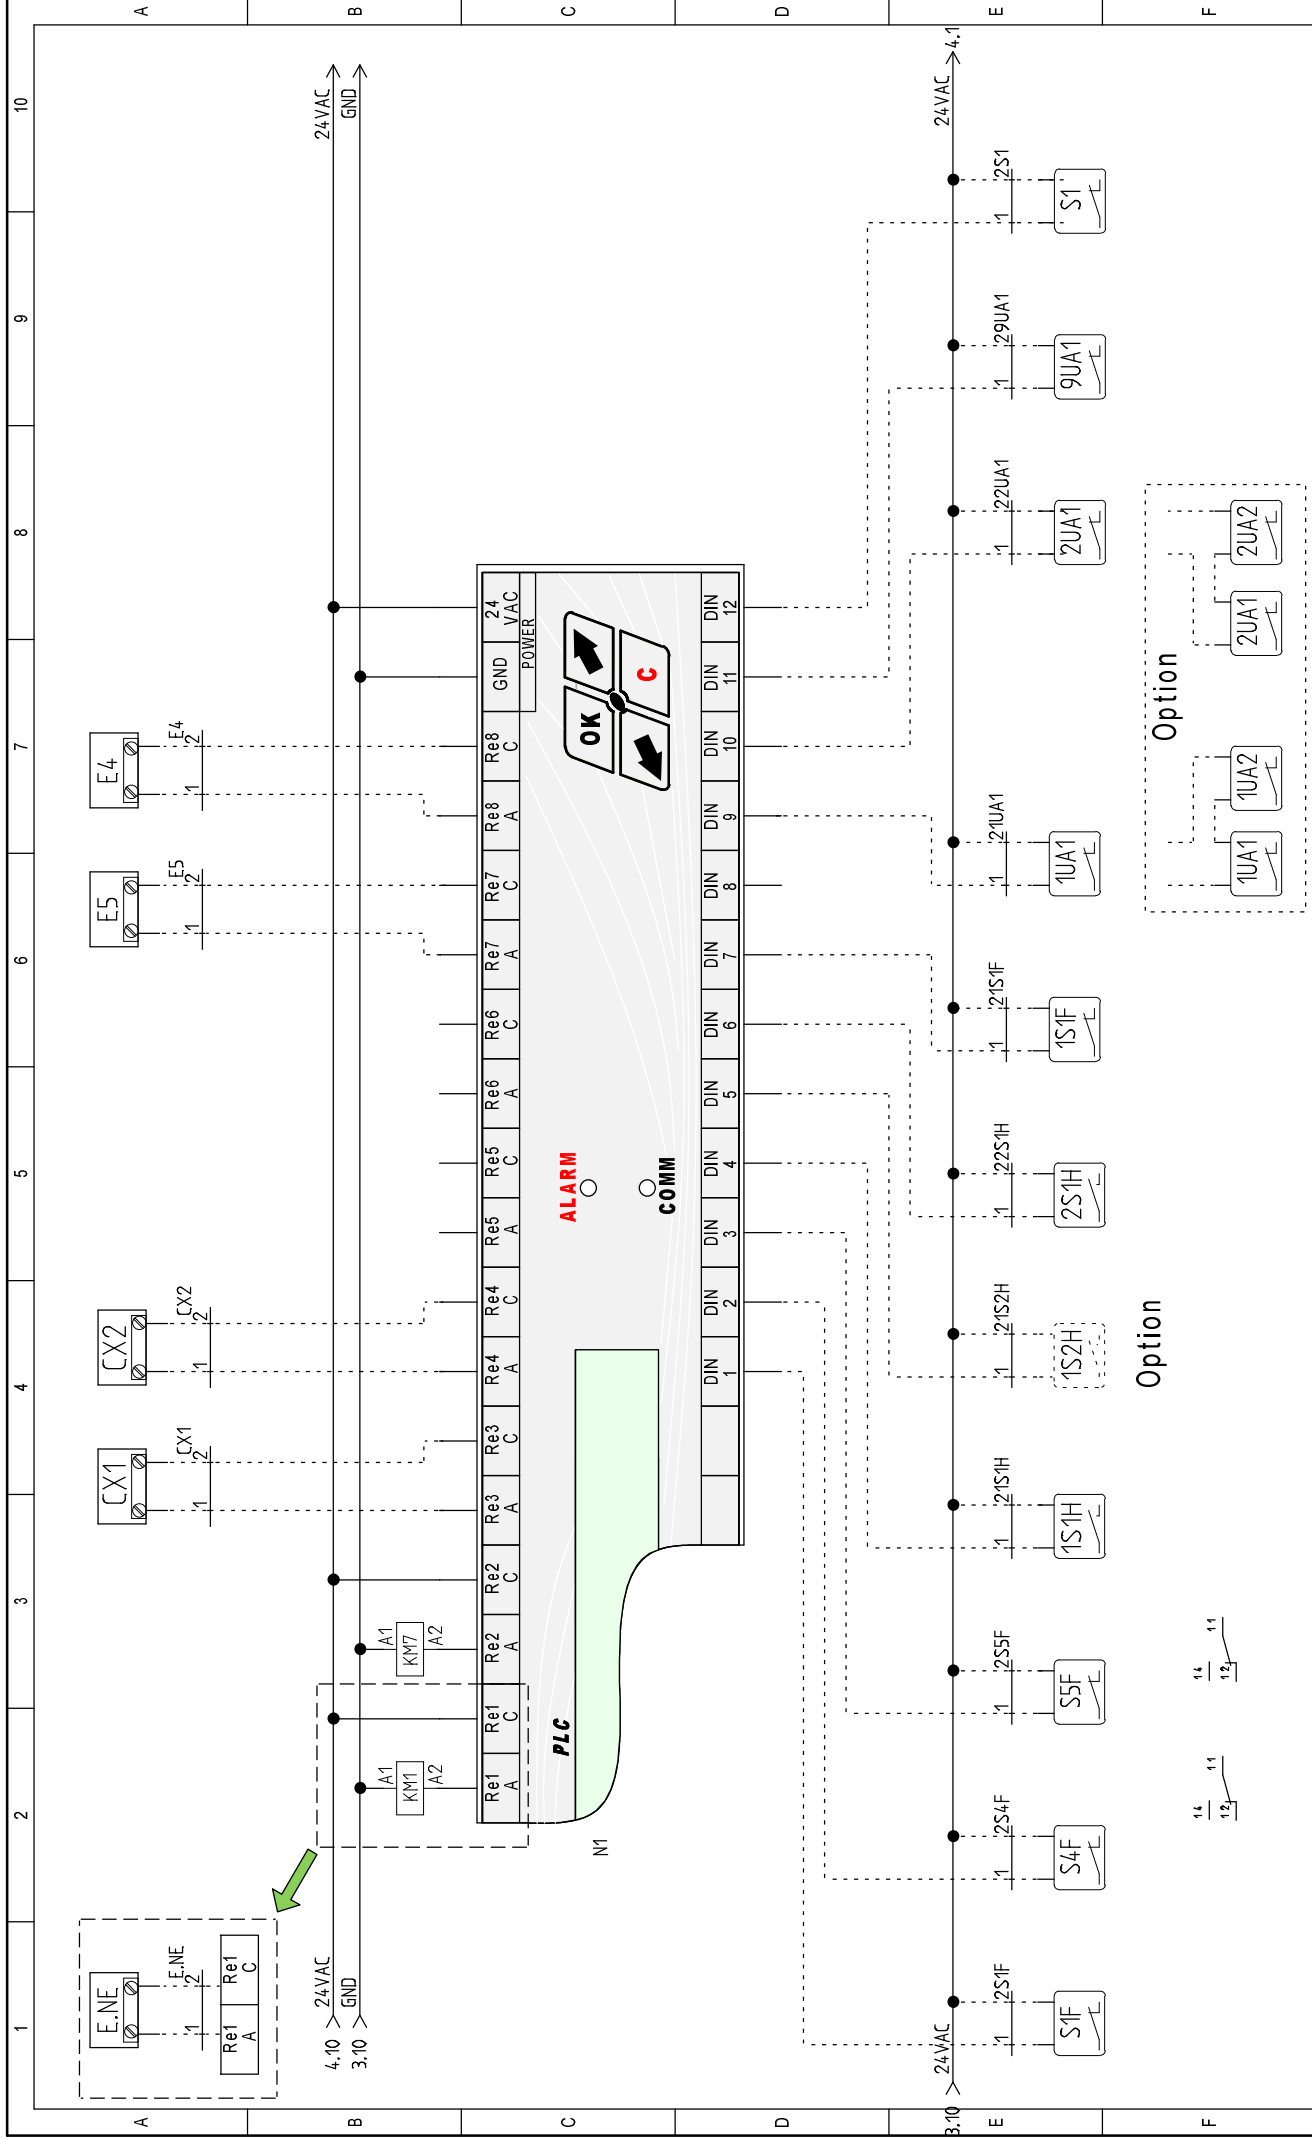 1 2 3 4 5 6 7 8 9 10
A
A
B
B
C
C
D
D
E
E
F
F
E.NE
1 2 E.NE
Re1 A
Re1 C
CX1
1 2 CX1
CX2
1 2 CX2
E5
1 2 E5
E4
1 2 E4
4.10 24VAC
24VAC
3.10 GND
GND
A1
KM1
A2
A1
KM7
A2
Re1 A
Re1 C
Re2 A
Re2 C
Re3 A
Re3 C
Re4 A
Re4 C
Re5 A
Re5 C
Re6 A
Re6 C
Re7 A
Re7 C
Re8 A
Re8 C
GND
24 VAC
POWER
PLC
N1
ALARM
COMM
OK
C
DIN 1
DIN 2
DIN 3
DIN 4
DIN 5
DIN 6
DIN 7
DIN 8
DIN 9
DIN 10
DIN 11
DIN 12
3.10 24VAC
24VAC 4.1
1 2S1F
S1F
1 2S4F
S4F
1 2S5F
S5F
1 21S1H
1S1H
1 21S2H
1S2H
1 22S1H
2S1H
1 21S1F
1S1F
1 21UA1
1UA1
1 22UA1
2UA1
1 29UA1
9UA1
1 2S1
S1
14
12
11
14
12
11
Option
Option
1UA1
1UA2
2UA1
2UA2